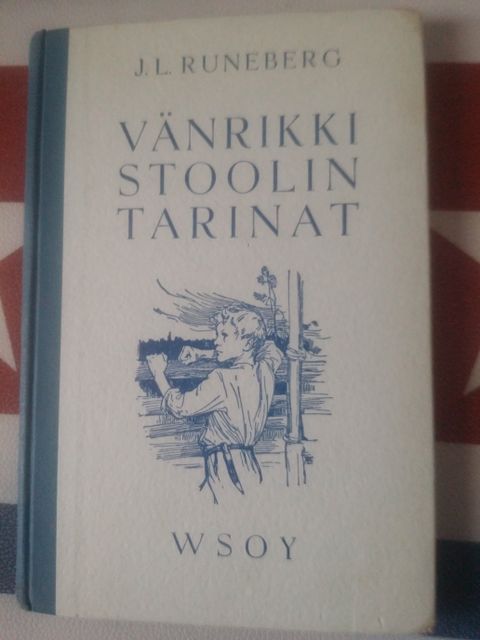 J. L. RUNEBERG
VÄNRIKKI
STOOLIN
TARINAT
WSOY